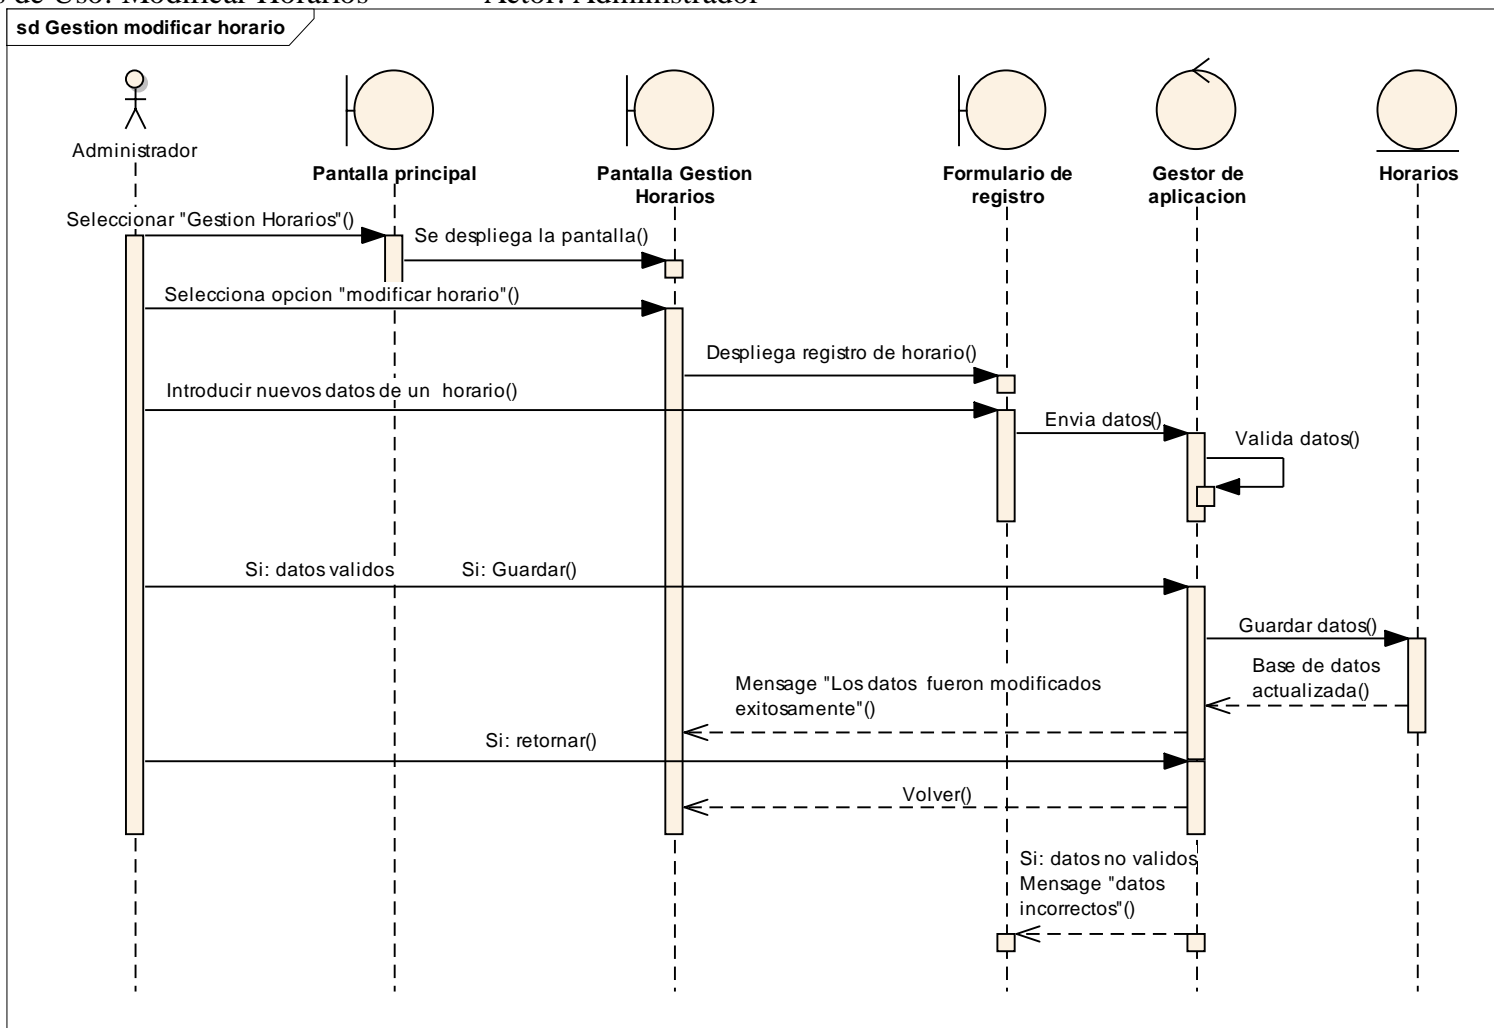 de Uso: Modificar Horarios Actor: Administrador
sd Gestion modificar horario
Administrador
Pantalla principal
Pantalla Gestion
Horarios
Formulario de
registro
Gestor de
aplicacion
Horarios
Seleccionar "Gestion Horarios"()
Se despliega la pantalla()
Selecciona opcion "modificar horario"()
Despliega registro de horario()
Introducir nuevos datos de un horario()
Envia datos()
Valida datos()
Si: datos validos Si: Guardar()
Guardar datos()
Base de datos
actualizada()
Mensage "Los datos fueron modificados
exitosamente"()
Si: retornar()
Volver()
Si: datos no validos
Mensage "datos
incorrectos"()